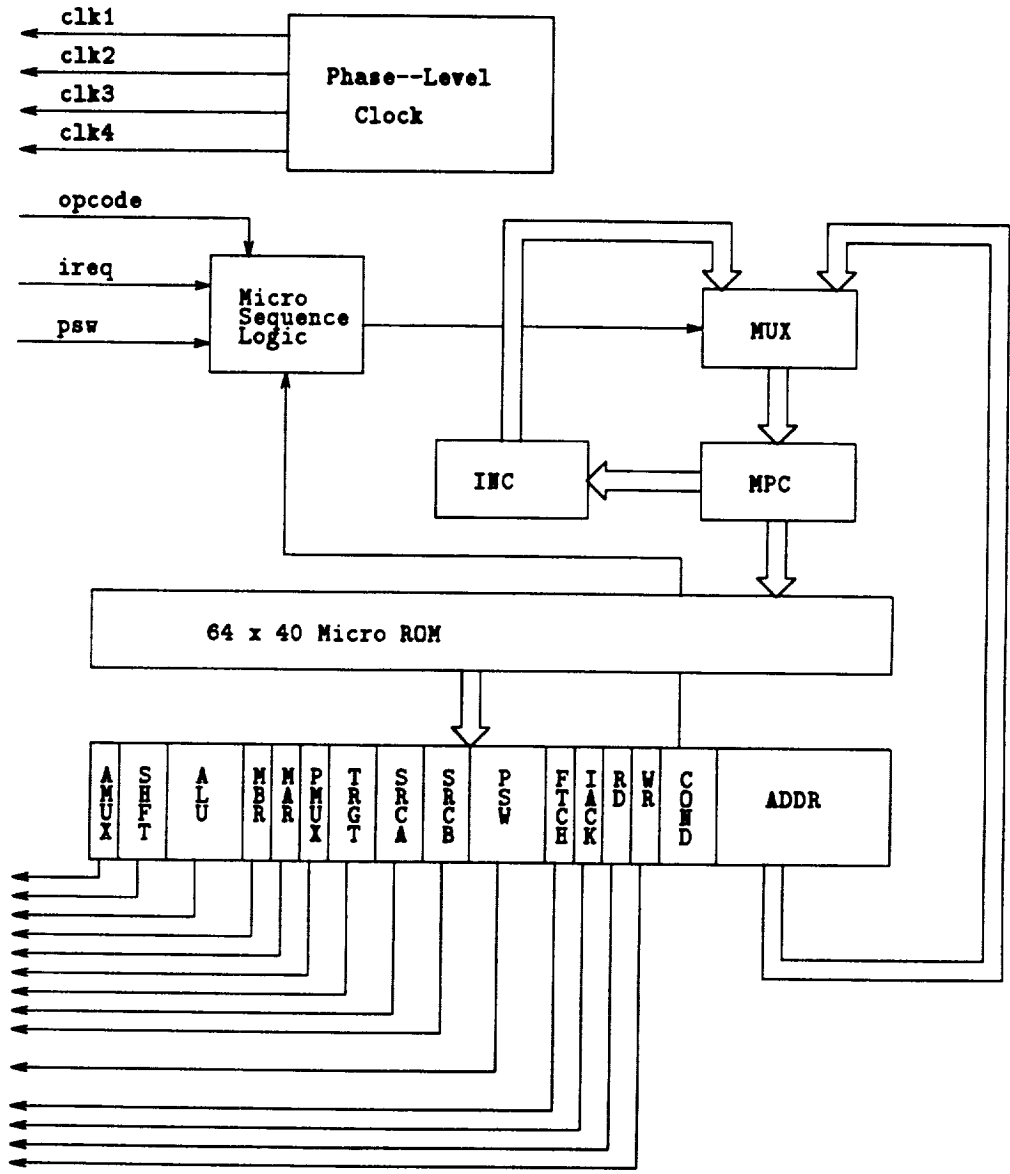 clk1
clk2
clk3
clk4
Phase--Level
Clock
opcode
ireq
psw
Micro
Sequence
Logic
MUX
INC
MPC
64 x 40 Micro ROM
AMUX
SHFT
ALU
MBR
MAR
PMUX
TRGT
SRCA
SRCB
PSW
FTCH
IACK
RD
WR
COND
ADDR